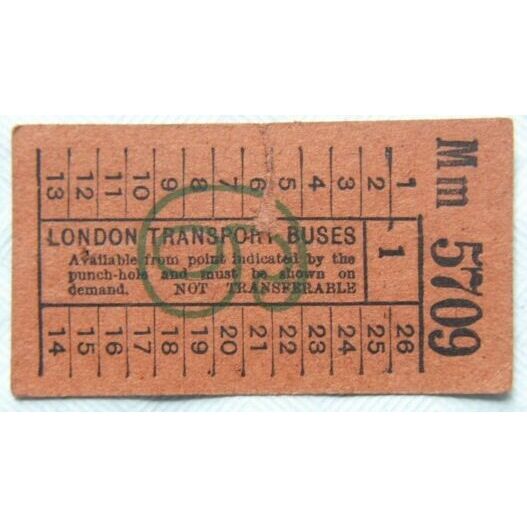 13 12 11 10 9 8 7 6 5 4 3 2 1
Mm 5709
LONDON TRANSPORT BUSES
Available from point indicated by the
punch-hole and must be shown on
demand. NOT TRANSFERABLE
1
14 15 16 17 18 19 20 21 22 23 24 25 26